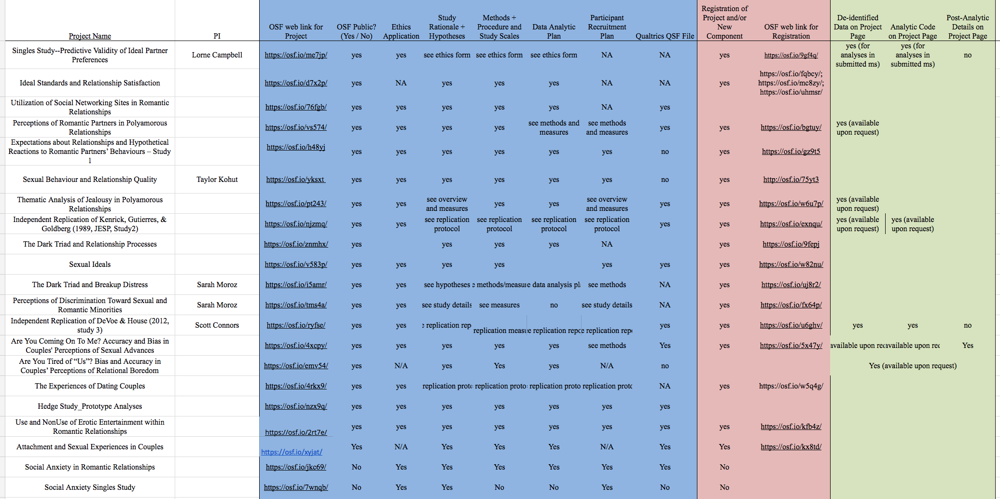 Project Name
PI
OSF web link for
Project
OSF Public?
(Yes / No)
Ethics
Application
Study
Rationale +
Hypotheses
Methods +
Procedure and
Study Scales
Data Analytic
Plan
Participant
Recruitment
Plan
Qualtrics QSF File
Registration of
Project and/or
New
Component
OSF web link for
Registration
De-identified
Data on Project
Page
Analytic Code
on Project Page
Post-Analytic
Details on
Project Page
Singles Study--Predictive Validity of Ideal Partner
Preferences
Lorne Campbell
https://osf.io/me7jp/
yes
yes
see ethics form
see ethics form
see ethics form
NA
NA
yes
https://osf.io/9gf4q/
yes (for
analyses in
submitted ms)
yes (for
analyses in
submitted ms)
no
Ideal Standards and Relationship Satisfaction
https://osf.io/d7x2p/
yes
NA
yes
yes
yes
NA
NA
yes
https://osf.io/fqbcy/;
https://osf.io/mc8zy/;
https://osf.io/uhmsr/
Utilization of Social Networking Sites in Romantic
Relationships
https://osf.io/76fgb/
yes
yes
yes
yes
yes
NA
yes
Perceptions of Romantic Partners in Polyamorous
Relationships
https://osf.io/vs574/
yes
yes
yes
yes
see methods and
measures
see methods
and measures
yes
yes
https://osf.io/bgtuy/
yes (available
upon request)
Expectations about Relationships and Hypothetical
Reactions to Romantic Partners’ Behaviours – Study
1
https://osf.io/h48yj
yes
yes
yes
yes
yes
yes
no
yes
https://osf.io/gz9t5
Sexual Behaviour and Relationship Quality
Taylor Kohut
https://osf.io/yksxt
yes
yes
yes
yes
yes
yes
no
yes
http://osf.io/75yt3
Thematic Analysis of Jealousy in Polyamorous
Relationships
https://osf.io/pt243/
yes
yes
see overview
and measures
yes
yes
see overview
and measures
yes
yes
https://osf.io/w6u7p/
yes (available
upon request)
Independent Replication of Kenrick, Gutierres, &
Goldberg (1989, JESP, Study2)
https://osf.io/njzmq/
yes
yes
see replication
protocol
see replication
protocol
see replication
protocol
see replication
protocol
yes
yes
https://osf.io/exnqu/
yes (available
upon request)
yes (available
upon request)
The Dark Triad and Relationship Processes
https://osf.io/znmhx/
yes
yes
yes
yes
NA
yes
https://osf.io/9fepj
Sexual Ideals
https://osf.io/v583p/
yes
yes
yes
yes
yes
yes
yes
https://osf.io/w82nu/
The Dark Triad and Breakup Distress
Sarah Moroz
https://osf.io/i5amr/
yes
yes
see hypotheses
e methods/measure
e data analysis pl
see methods
NA
yes
https://osf.io/uj8r2/
Perceptions of Discrimination Toward Sexual and
Romantic Minorities
Sarah Moroz
https://osf.io/tms4a/
yes
yes
see study details
see measures
no
see study details
NA
yes
https://osf.io/fx64p/
Independent Replication of DeVoe & House (2012,
study 3)
Scott Connors
https://osf.io/ryfse/
yes
yes
e replication rep
replication measu
e replication repo
e replication repo
yes
yes
https://osf.io/u6ghv/
yes
yes
no
Are You Coming On To Me? Accuracy and Bias in
Couples' Perceptions of Sexual Advances
https://osf.io/4xcpy/
yes
yes
yes
yes
yes
see methods
Yes
yes
https://osf.io/5x47y/
available upon rec
available upon rec
Yes
Are You Tired of “Us”? Bias and Accuracy in
Couples’ Perceptions of Relational Boredom
https://osf.io/emv54/
yes
N/A
yes
Yes
yes
N/A
no
Yes (available upon request)
The Experiences of Dating Couples
https://osf.io/4rkx9/
yes
yes
replication proto
replication proto
replication proto
replication proto
NA
yes
https://osf.io/w5q4g/
Hedge Study_Prototype Analyses
https://osf.io/nzx9q/
yes
yes
yes
yes
yes
yes
yes
Use and NonUse of Erotic Entertainment within
Romantic Relationships
https://osf.io/2rt7e/
yes
yes
yes
yes
yes
yes
yes
yes
https://osf.io/kfb4z/
Attachment and Sexual Experiences in Couples
https://osf.io/xyjat/
Yes
N/A
Yes
Yes
Yes
N/A
Yes
Yes
https://osf.io/kx8td/
Social Anxiety in Romantic Relationships
https://osf.io/jkc69/
No
Yes
Yes
Yes
Yes
Yes
Yes
No
Social Anxiety Singles Study
https://osf.io/7wnqb/
No
Yes
Yes
No
No
Yes
No
No